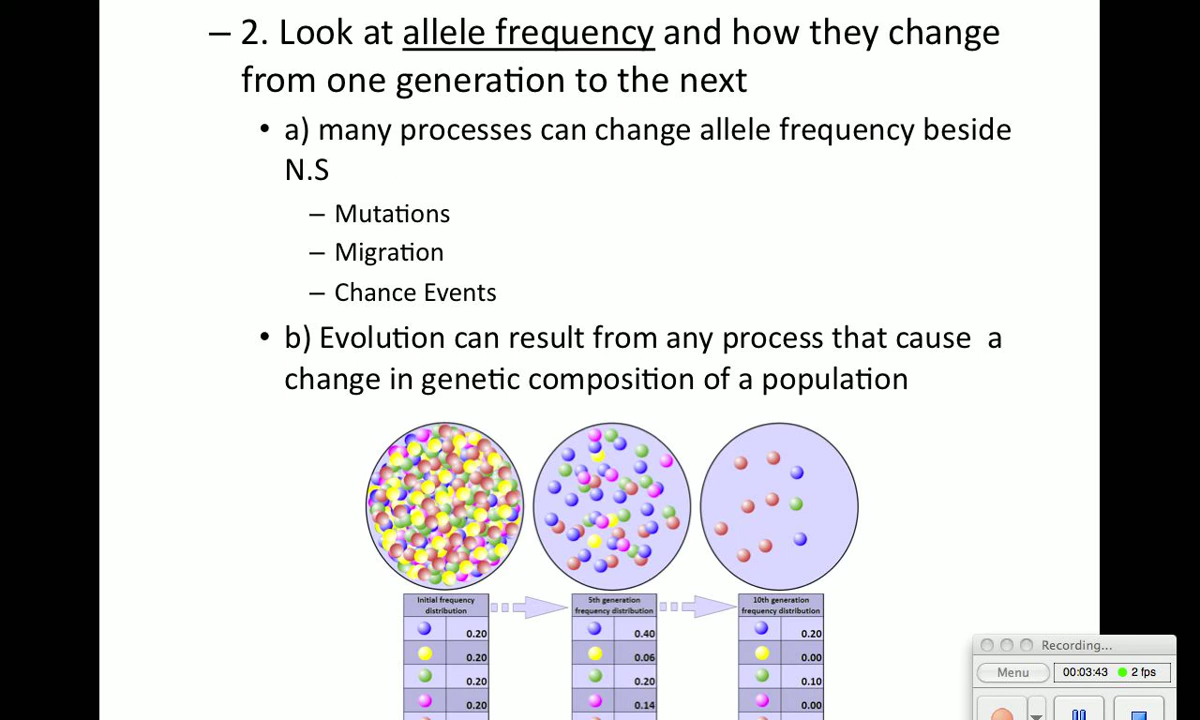 – 2. Look at allele frequency and how they change
from one generation to the next
• a) many processes can change allele frequency beside
N.S
– Mutations
– Migration
– Chance Events
• b) Evolution can result from any process that cause  a
change in genetic composition of a population
Initial frequency
distribution
0.20
0.20
0.20
0.20
5th generation
frequency distribution
0.40
0.06
0.20
0.14
10th generation
frequency distribution
0.20
0.00
0.10
0.00
Recording...
Menu
00:03:43
2 fps